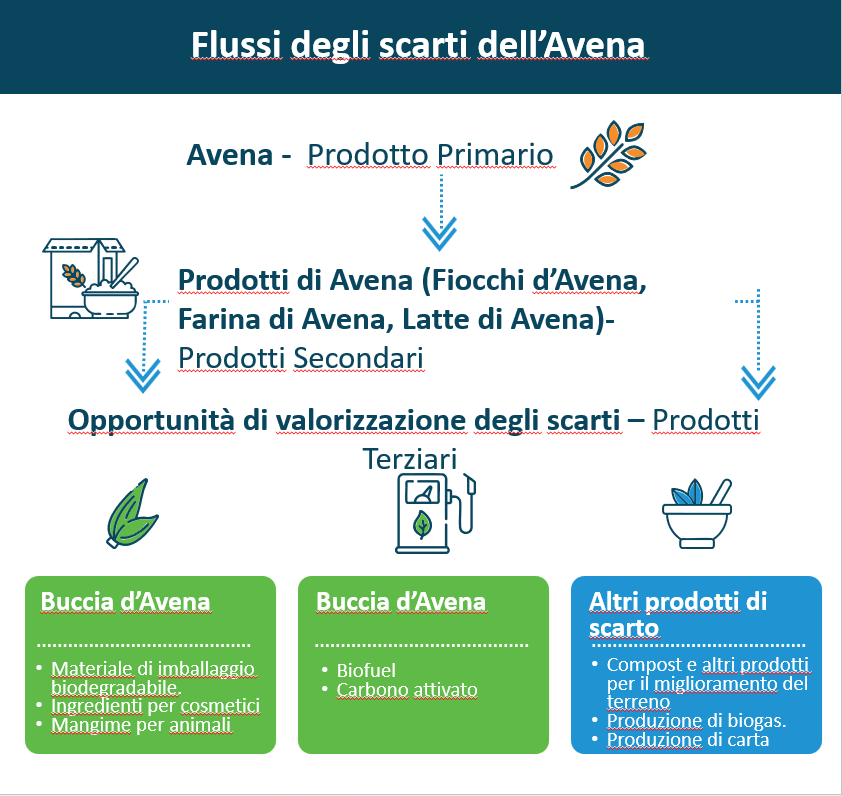 Flussi degli scarti dell’Avena
Avena - Prodotto Primario
Prodotti di Avena (Fiocchi d’Avena,
Farina di Avena, Latte di Avena)-
Prodotti Secondari
Opportunità di valorizzazione degli scarti – Prodotti
Terziari
Buccia d’Avena
• Materiale di imballaggio
biodegradabile.
• Ingredienti per cosmetici
• Mangime per animali
Buccia d’Avena
• Biofuel
• Carbono attivato
Altri prodotti di
scarto
• Compost e altri prodotti
per il miglioramento del
terreno
• Produzione di biogas.
• Produzione di carta